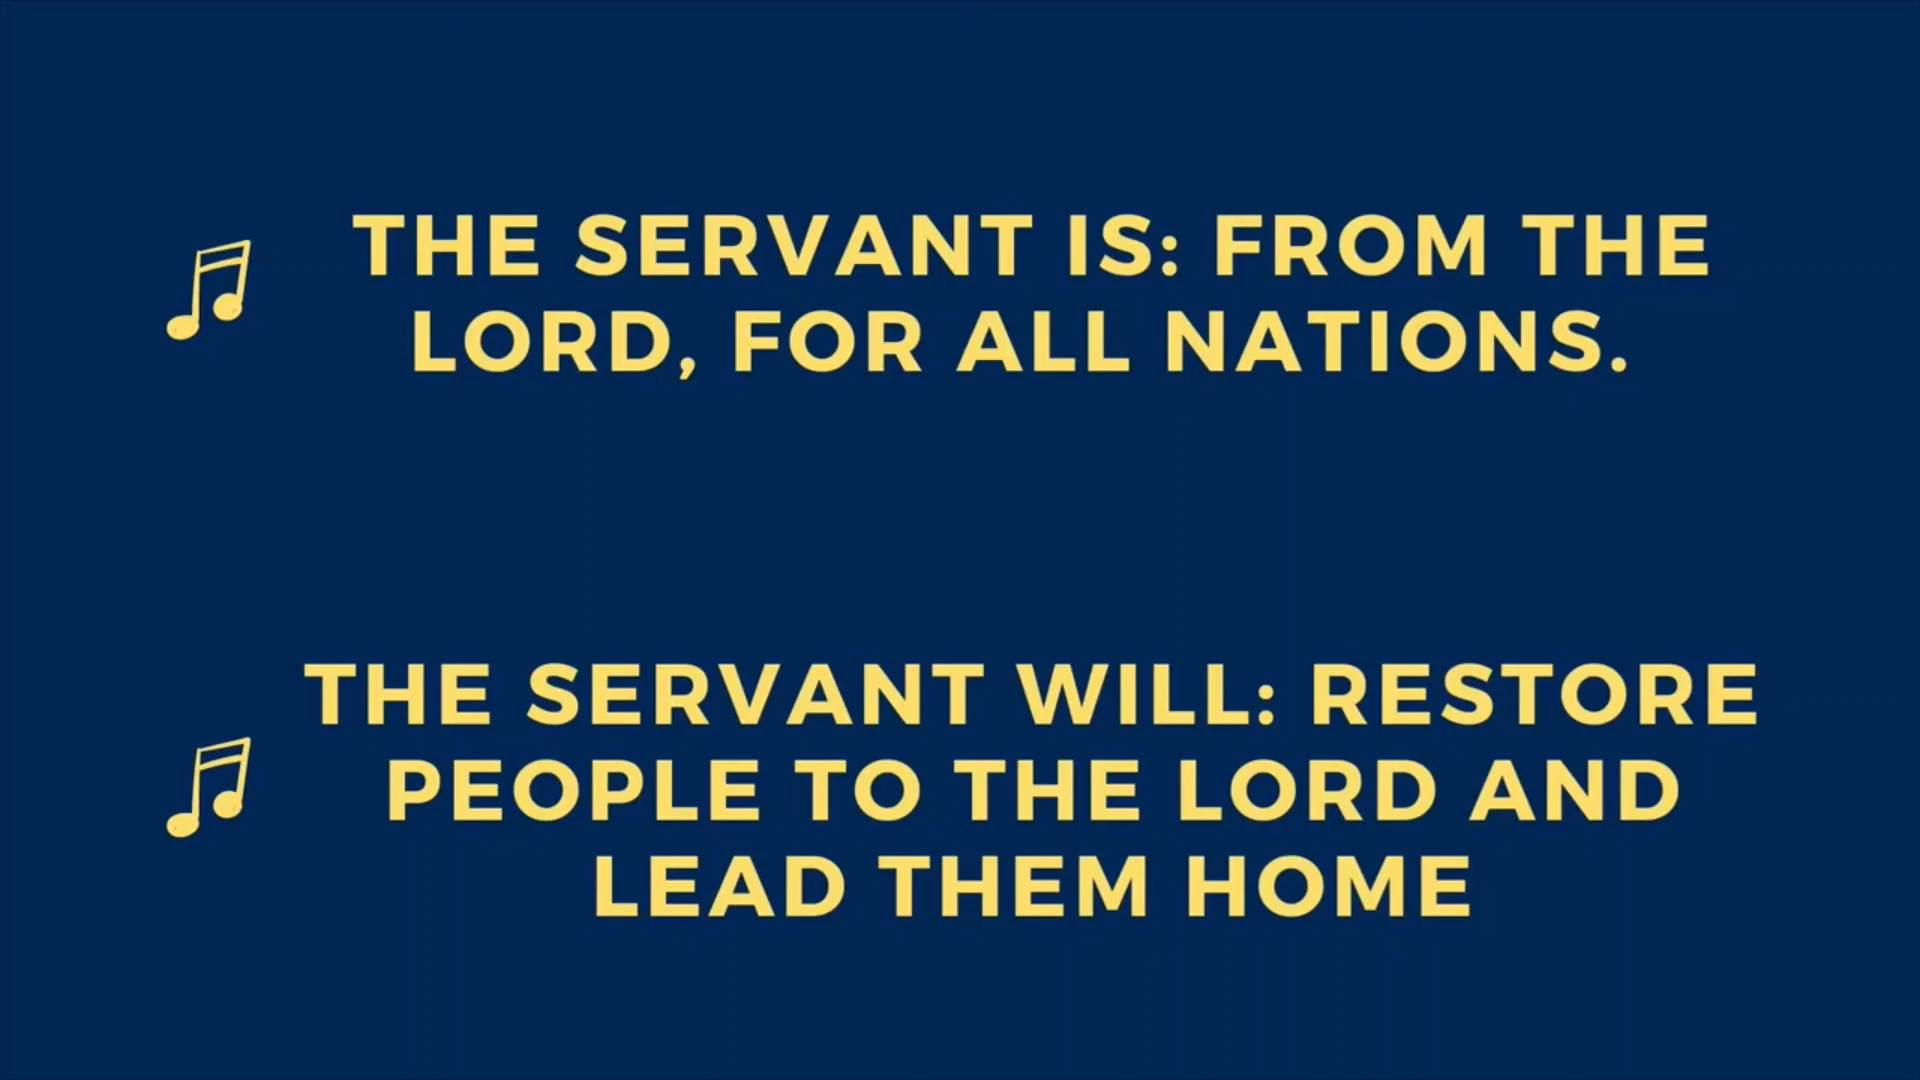 THE SERVANT IS: FROM THE
LORD, FOR ALL NATIONS.
THE SERVANT WILL: RESTORE
PEOPLE TO THE LORD AND
LEAD THEM HOME